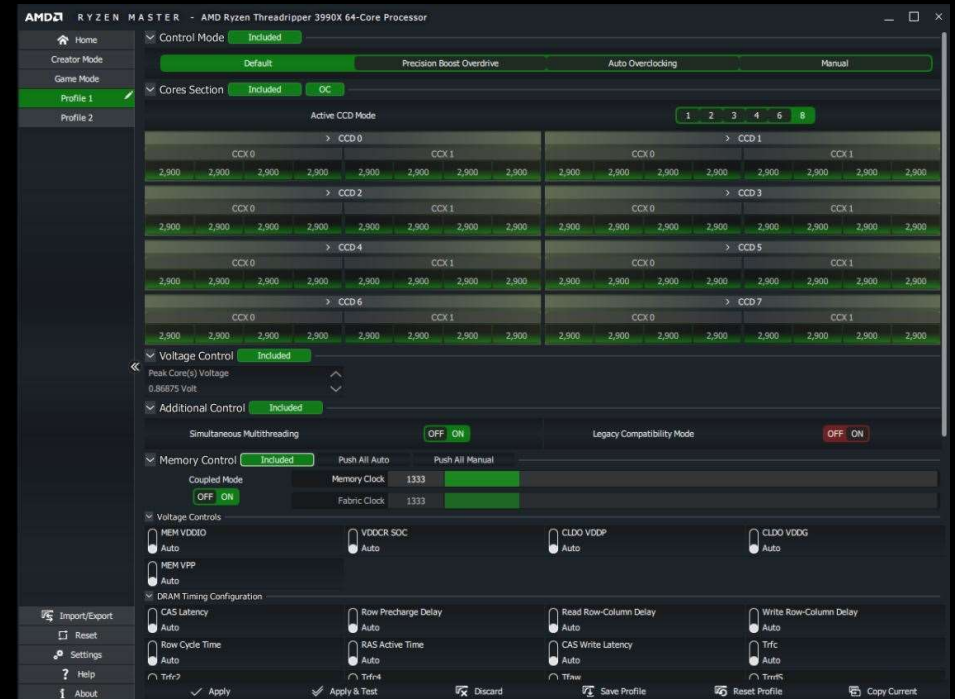 AMD RYZEN MASTER - AMD Ryzen Threadripper 3990X 64-Core Processor
Home
Creator Mode
Game Mode
Profile 1
Profile 2
Control Mode Included
Default Precision Boost Overdrive Auto Overclocking Manual
Cores Section Included OC
Active CCD Mode 1 2 3 4 6 8
> CCD 0 > CCD 1
CCX 0 CCX 1 CCX 0 CCX 1
2,900 2,900 2,900 2,900 2,900 2,900 2,900 2,900 2,900 2,900 2,900 2,900 2,900 2,900 2,900 2,900
> CCD 2 > CCD 3
CCX 0 CCX 1 CCX 0 CCX 1
2,900 2,900 2,900 2,900 2,900 2,900 2,900 2,900 2,900 2,900 2,900 2,900 2,900 2,900 2,900 2,900
> CCD 4 > CCD 5
CCX 0 CCX 1 CCX 0 CCX 1
2,900 2,900 2,900 2,900 2,900 2,900 2,900 2,900 2,900 2,900 2,900 2,900 2,900 2,900 2,900 2,900
> CCD 6 > CCD 7
CCX 0 CCX 1 CCX 0 CCX 1
2,900 2,900 2,900 2,900 2,900 2,900 2,900 2,900 2,900 2,900 2,900 2,900 2,900 2,900 2,900 2,900
Voltage Control Included
Peak Core(s) Voltage
0.86875 Volt
Additional Control Included
Simultaneous Multithreading OFF ON Legacy Compatibility Mode OFF ON
Memory Control Included Push All Auto Push All Manual
Coupled Mode Memory Clock 1333
OFF ON Fabric Clock 1333
Voltage Controls
MEM VDDIO VDDCR SOC CLDO VDDP CLDO VDDG
Auto Auto Auto Auto
MEM VPP
Auto
DRAM Timing Configuration
CAS Latency Row Precharge Delay Read Row-Column Delay Write Row-Column Delay
Auto Auto Auto Auto
Row Cycle Time RAS Active Time CAS Write Latency Trfc
Auto Auto Auto Auto
Trfc2 Trfc4 Tfaw TrrdS
Import/Export
Reset
Settings
Help
About
Apply Apply & Test Discard Save Profile Reset Profile Copy Current